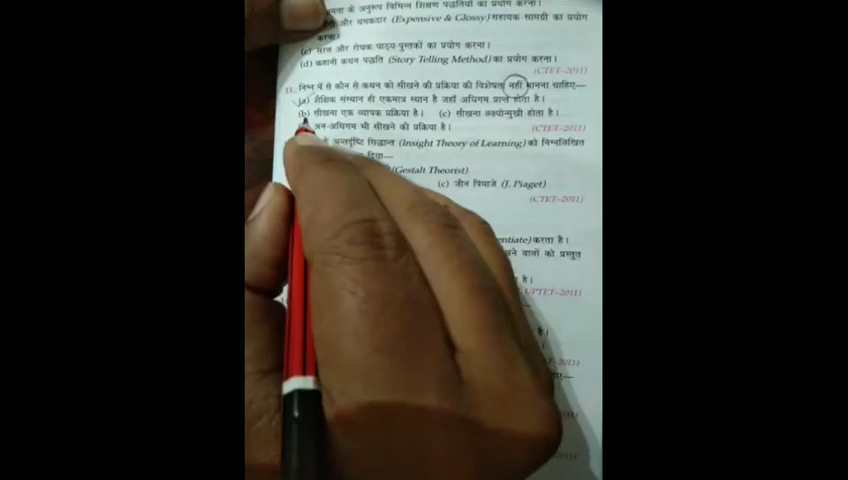 के अनुरूप विभिन्न शिक्षण पद्धतियों का प्रयोग करना।
और चमकदार (Expensive & Glossy) सहायक सामग्री का प्रयोग
करना।
(c) सरल और रोचक पाठ्य-पुस्तकों का प्रयोग करना।
(d) कहानी कथन पद्धति (Story Telling Method) का प्रयोग करना।
(CTET–2011)
11. निम्न में से कौन से कथन को सीखने की प्रक्रिया की विशेषता नहीं मानना चाहिए—
(a) शैक्षिक संस्थान ही एकमात्र स्थान है जहाँ अधिगम प्राप्त होता है।
(b) सीखना एक व्यापक प्रक्रिया है। (c) सीखना लक्ष्योन्मुखी होता है।
अन-अधिगम भी सीखने की प्रक्रिया है। (CTET–2011)
अन्तर्दृष्टि सिद्धान्त (Insight Theory of Learning) को निम्नलिखित
दिया—
(Gestalt Theorist)
(c) जीन पियाजे (J. Piaget)
(CTET–2011)
करता है।
वालों को प्रस्तुत
है।
UPTET–2011)
है।